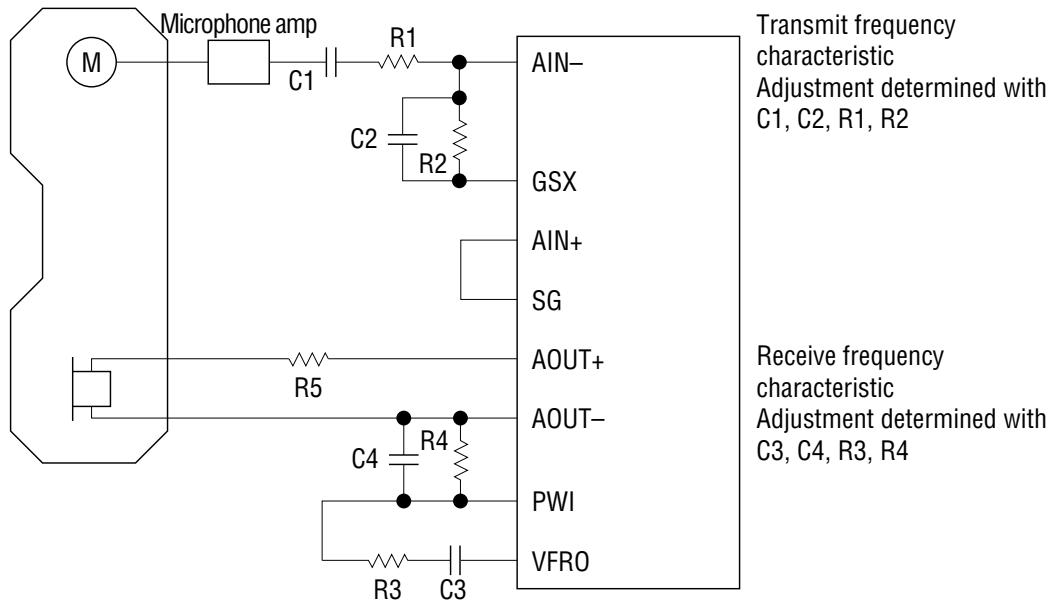 Microphone amp
M
C1
R1
C2
R2
AIN–
GSX
AIN+
SG
AOUT+
AOUT–
PWI
VFRO
R5
C4
R4
R3
C3
Transmit frequency
characteristic
Adjustment determined with
C1, C2, R1, R2
Receive frequency
characteristic
Adjustment determined with
C3, C4, R3, R4